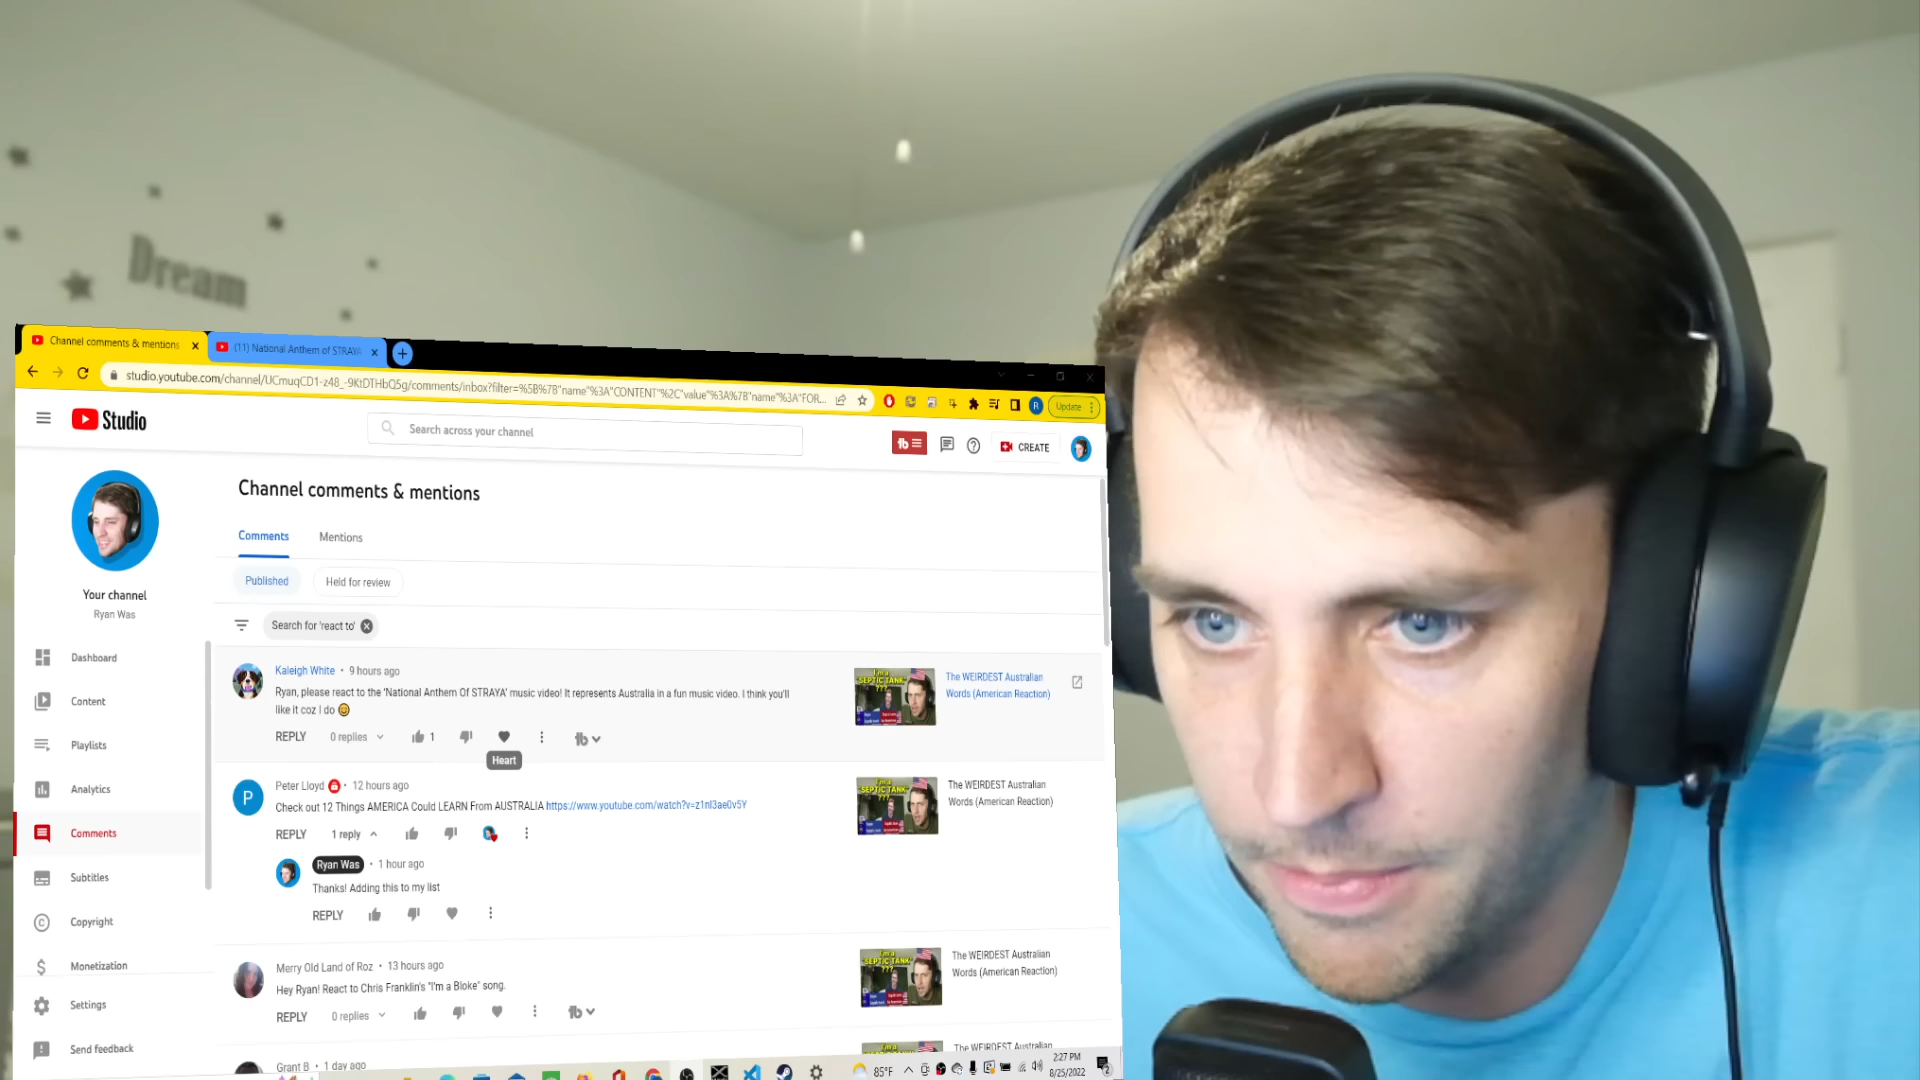 Dream
Channel comments & mentions
(11) National Anthem of STRAYA
studio.youtube.com/channel/UCmuqCD1-z48_-9KtDTHbQ5g/comments/inbox?filter=%5B%7B"name"%3A"CONTENT"%2C"value"%3A%7B"name"%3A"FOR...
R
Update
Studio
Search across your channel
CREATE
Channel comments & mentions
Comments
Mentions
Published
Held for review
Search for 'react to'
Your channel
Ryan Was
Dashboard
Content
Playlists
Analytics
Comments
Subtitles
Copyright
Monetization
Settings
Send feedback
Kaleigh White • 9 hours ago
Ryan, please react to the 'National Anthem Of STRAYA' music video! It represents Australia in a fun music video. I think you'll
like it coz I do
REPLY 0 replies 1
Heart
I'm a
SEPTIC TANK?
???
The WEIRDEST Australian
Words (American Reaction)
P
Peter Lloyd • 12 hours ago
Check out 12 Things AMERICA Could LEARN From AUSTRALIA https://www.youtube.com/watch?v=z1nI3ae0v5Y
REPLY 1 reply
I'm a
SEPTIC TANK?
???
The WEIRDEST Australian
Words (American Reaction)
Ryan Was • 1 hour ago
Thanks! Adding this to my list
REPLY
Merry Old Land of Roz • 13 hours ago
Hey Ryan! React to Chris Franklin's "I'm a Bloke" song.
REPLY 0 replies
I'm a
SEPTIC TANK?
???
The WEIRDEST Australian
Words (American Reaction)
Grant B • 1 day ago
I'm a
The WEIRDEST Australian
85°F
2:27 PM
8/25/2022
2